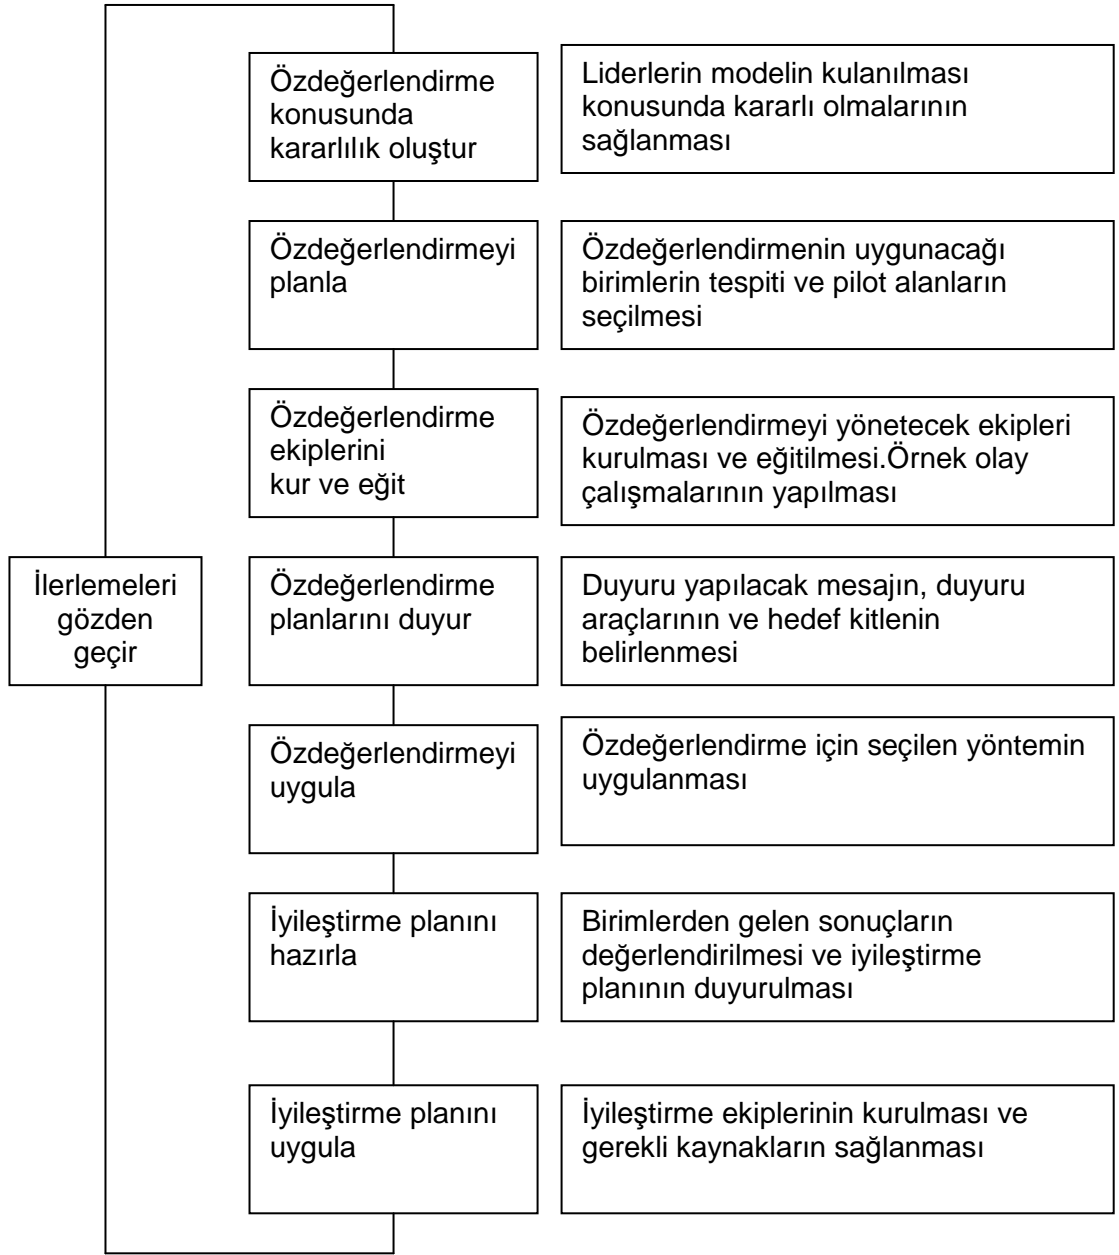 Özdeğerlendirme
konusunda
kararlılık oluştur
Liderlerin modelin kulanılması
konusunda kararlı olmalarının
sağlanması
Özdeğerlendirmeyi
planla
Özdeğerlendirmenin uygunacağı
birimlerin tespiti ve pilot alanların
seçilmesi
Özdeğerlendirme
ekiplerini
kur ve eğit
Özdeğerlendirmeyi yönetecek ekipleri
kurulması ve eğitilmesi.Örnek olay
çalışmalarının yapılması
İlerlemeleri
gözden
geçir
Özdeğerlendirme
planlarını duyur
Duyuru yapılacak mesajın, duyuru
araçlarının ve hedef kitlenin
belirlenmesi
Özdeğerlendirmeyi
uygula
Özdeğerlendirme için seçilen yöntemin
uygulanması
İyileştirme planını
hazırla
Birimlerden gelen sonuçların
değerlendirilmesi ve iyileştirme
planının duyurulması
İyileştirme planını
uygula
İyileştirme ekiplerinin kurulması ve
gerekli kaynakların sağlanması